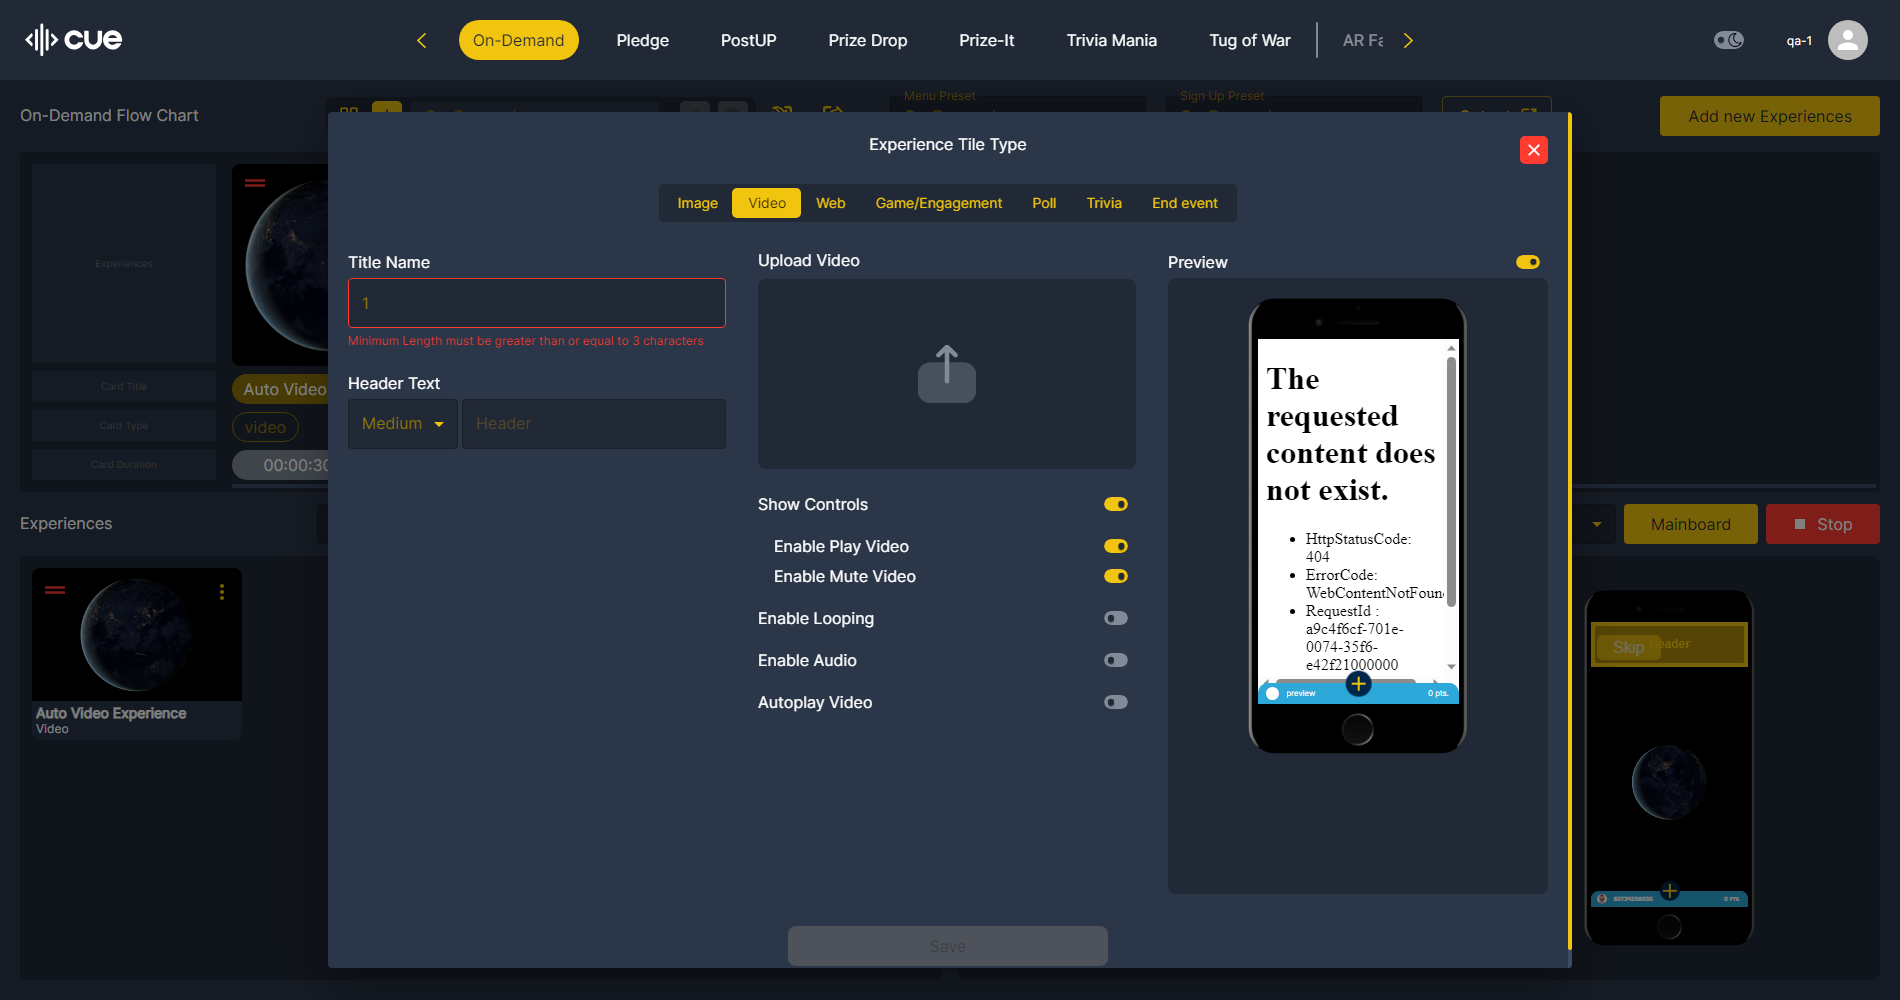 cue
On-Demand
Pledge
PostUP
Prize Drop
Prize-It
Trivia Mania
Tug of War
AR Fa
qa-1
On-Demand Flow Chart
Menu Preset
Sign Up Preset
Add new Experiences
Experience Tile Type
Image
Video
Web
Game/Engagement
Poll
Trivia
End event
Experiences
Card Title
Card Type
Card Duration
Auto Video
video
00:00:30
Title Name
1
Minimum Length must be greater than or equal to 3 characters
Header Text
Medium
Header
Upload Video
Show Controls
Enable Play Video
Enable Mute Video
Enable Looping
Enable Audio
Autoplay Video
Preview
The
requested
content does
not exist.
HttpStatusCode:
404
ErrorCode:
WebContentNotFoun
RequestId :
a9c4f6cf-701e-
0074-35f6-
e42f21000000
preview
0 pts.
Save
Experiences
Mainboard
Stop
Auto Video Experience
Video
Skip
Header
0 PTS.